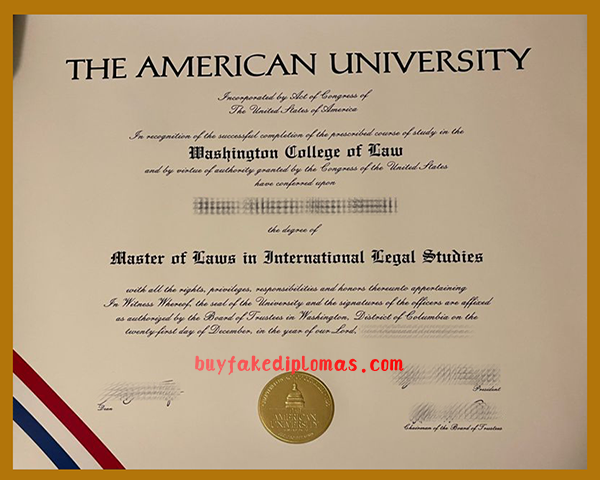 THE AMERICAN UNIVERSITY
Incorporated by Act of Congress of
The United States of America
In recognition of the successful completion of the prescribed course of study in the
Washington College of Law
and by virtue of authority granted by the Congress of the United States
have conferred upon
the degree of
Master of Laws in International Legal Studies
with all the rights, privileges, responsibilities and honors thereunto appertaining
In Witness Whereof, the seal of the University and the signatures of the officers are affixed
as authorized by the Board of Trustees in Washington, District of Columbia on the
twenty-first day of December, in the year of our Lord,
buyfakediplomas.com
Dean
President
AMERICAN
UNIVERSITY
Chairman of the Board of Trustees